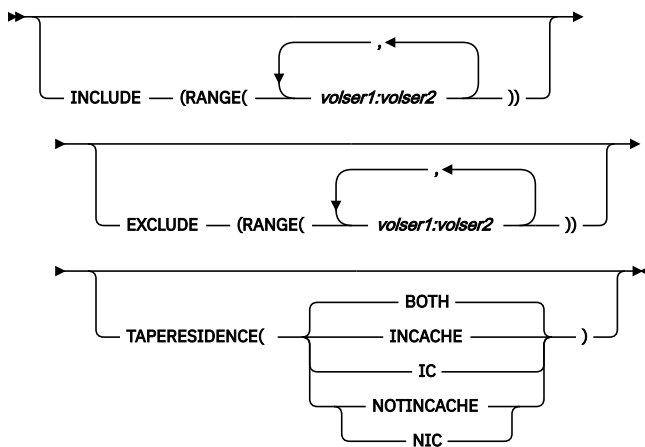 ,
INCLUDE (RANGE( volser1:volser2 ))
,
EXCLUDE (RANGE( volser1:volser2 ))
BOTH
TAPERESIDENCE( INCACHE )
IC
NOTINCACHE
NIC